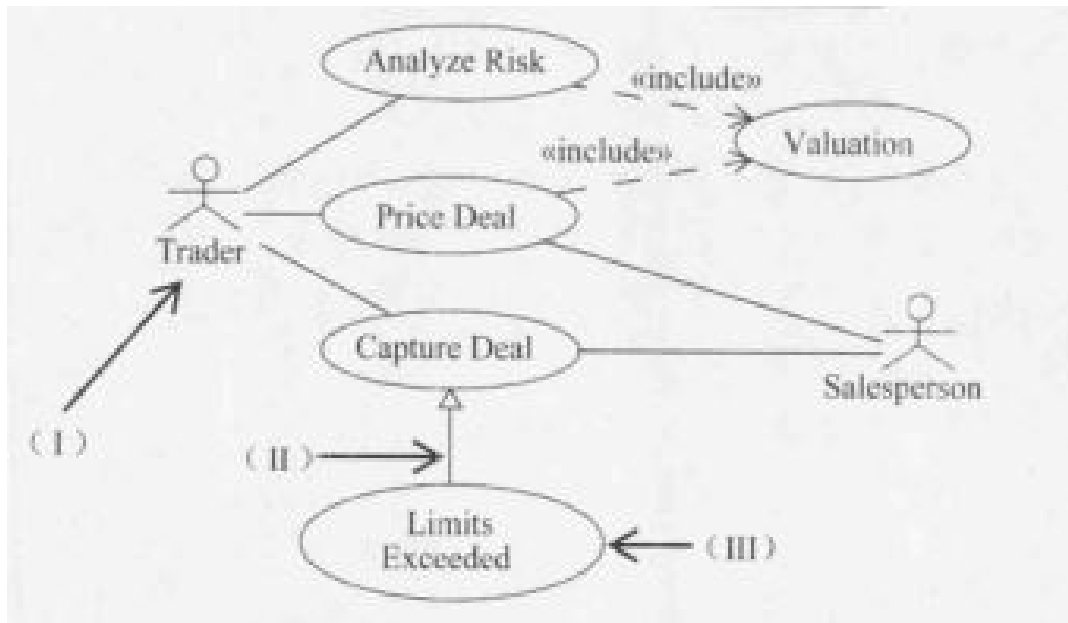 Analyze Risk
«include»
Valuation
«include»
Price Deal
Trader
Capture Deal
Salesperson
( I )
( II )
Limits
Exceeded
( III )